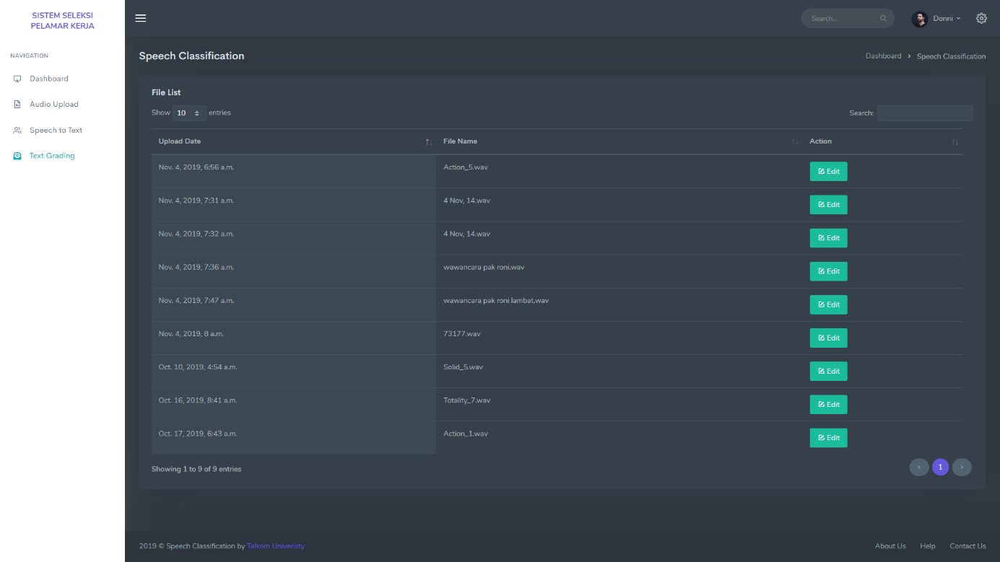 SISTEM SELEKSI
PELAMAR KERJA
Search...
Donni
NAVIGATION
Dashboard
Audio Upload
Speech to Text
Text Grading
Speech Classification
Dashboard > Speech Classification
File List
Show 10 entries
Search:
Upload Date File Name Action
Nov. 4, 2019, 6:56 a.m. Action_5.wav Edit
Nov. 4, 2019, 7:31 a.m. 4 Nov, 14.wav Edit
Nov. 4, 2019, 7:32 a.m. 4 Nov, 14.wav Edit
Nov. 4, 2019, 7:36 a.m. wawancara pak roni.wav Edit
Nov. 4, 2019, 7:47 a.m. wawancara pak roni lambat.wav Edit
Nov. 4, 2019, 8 a.m. 73177.wav Edit
Oct. 10, 2019, 4:54 a.m. Solid_5.wav Edit
Oct. 16, 2019, 8:41 a.m. Totality_7.wav Edit
Oct. 17, 2019, 6:43 a.m. Action_1.wav Edit
Showing 1 to 9 of 9 entries
1
2019 © Speech Classification by Telkom Univeristy
About Us Help Contact Us